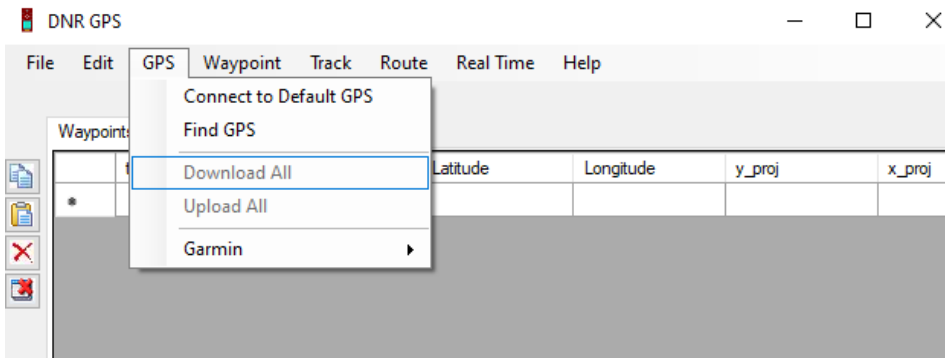 DNR GPS
File Edit GPS Waypoint Track Route Real Time Help
Connect to Default GPS
Waypoints
Find GPS
Download All
Latitude Longitude y_proj x_proj
Upload All
Garmin